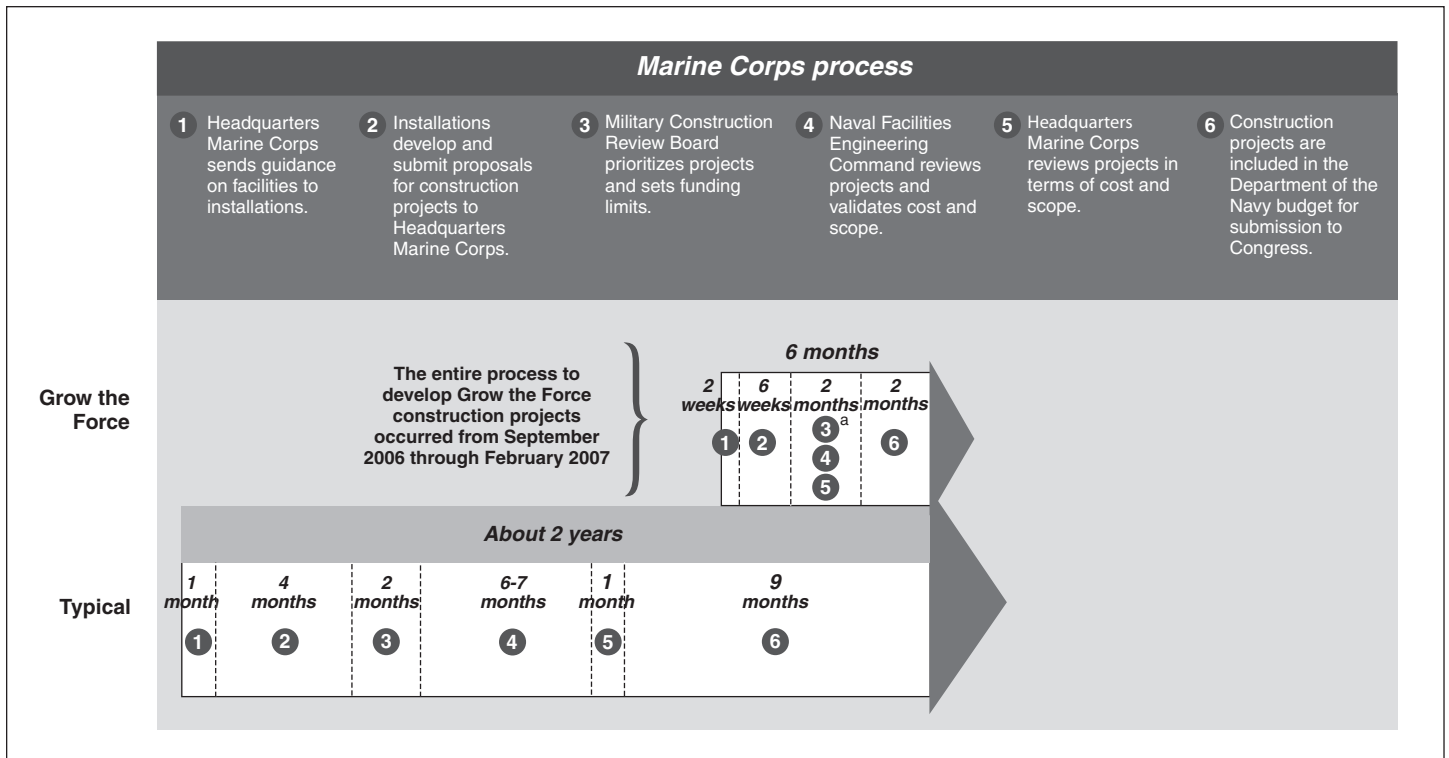 Marine Corps process
1 Headquarters
Marine Corps
sends guidance
on facilities to
installations.
2 Installations
develop and
submit proposals
for construction
projects to
Headquarters
Marine Corps.
3 Military Construction
Review Board
prioritizes projects
and sets funding
limits.
4 Naval Facilities
Engineering
Command reviews
projects and
validates cost and
scope.
5 Headquarters
Marine Corps
reviews projects in
terms of cost and
scope.
6 Construction
projects are
included in the
Department of the
Navy budget for
submission to
Congress.
Grow the
Force
The entire process to
develop Grow the Force
construction projects
occurred from September
2006 through February 2007
6 months
2
weeks
1
6
weeks
2
2
months
3 a
4
5
2
months
6
About 2 years
Typical
1
month
1
4
months
2
2
months
3
6-7
months
4
1
month
5
9
months
6